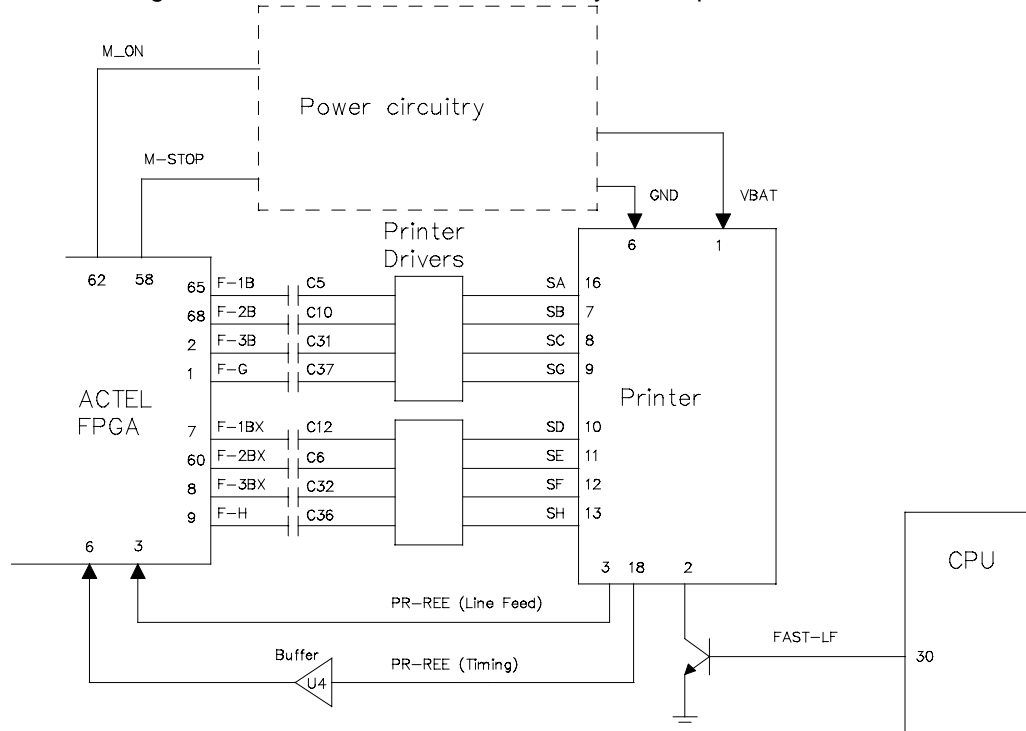 M_ON
Power circuitry
M-STOP
GND
VBAT
Printer
Drivers
6
1
62
58
65
F-1B
C5
SA
16
68
F-2B
C10
SB
7
2
F-3B
C31
SC
8
1
F-G
C37
SG
9
ACTEL
FPGA
Printer
7
F-1BX
C12
SD
10
60
F-2BX
C6
SE
11
8
F-3BX
C32
SF
12
9
F-H
C36
SH
13
6
3
3
18
2
CPU
PR-REE (Line Feed)
FAST-LF
30
Buffer
U4
PR-REE (Timing)